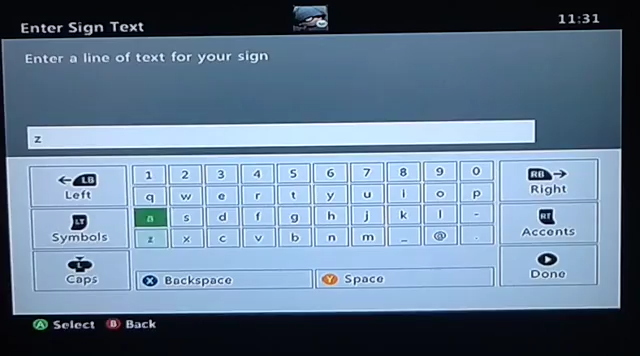 Enter Sign Text
11:31
Enter a line of text for your sign
z
LB
Left
1 2 3 4 5 6 7 8 9 0
RB
Right
q w e r t y u i o p
LT
Symbols
a s d f g h j k l -
RT
Accents
z x c v b n m _ @ .
L
Caps
X Backspace
Y Space
Done
A Select B Back